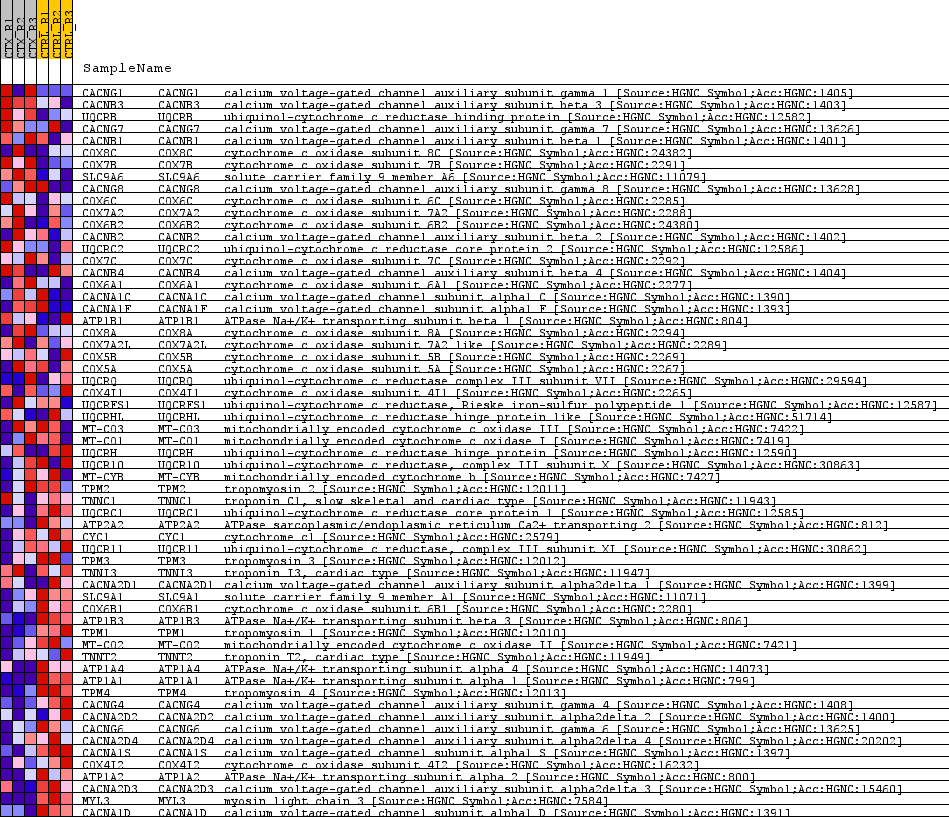 CTX_R1
CTX_R2
CTX_R3
CTRL_R1
CTRL_R2
CTRL_R3
SampleName
CACNG1 CACNG1 calcium voltage-gated channel auxiliary subunit gamma 1 [Source:HGNC Symbol;Acc:HGNC:1405]
CACNB3 CACNB3 calcium voltage-gated channel auxiliary subunit beta 3 [Source:HGNC Symbol;Acc:HGNC:1403]
UQCRB UQCRB ubiquinol-cytochrome c reductase binding protein [Source:HGNC Symbol;Acc:HGNC:12582]
CACNG7 CACNG7 calcium voltage-gated channel auxiliary subunit gamma 7 [Source:HGNC Symbol;Acc:HGNC:13626]
CACNB1 CACNB1 calcium voltage-gated channel auxiliary subunit beta 1 [Source:HGNC Symbol;Acc:HGNC:1401]
COX8C COX8C cytochrome c oxidase subunit 8C [Source:HGNC Symbol;Acc:HGNC:24382]
COX7B COX7B cytochrome c oxidase subunit 7B [Source:HGNC Symbol;Acc:HGNC:2291]
SLC9A6 SLC9A6 solute carrier family 9 member A6 [Source:HGNC Symbol;Acc:HGNC:11079]
CACNG8 CACNG8 calcium voltage-gated channel auxiliary subunit gamma 8 [Source:HGNC Symbol;Acc:HGNC:13628]
COX6C COX6C cytochrome c oxidase subunit 6C [Source:HGNC Symbol;Acc:HGNC:2285]
COX7A2 COX7A2 cytochrome c oxidase subunit 7A2 [Source:HGNC Symbol;Acc:HGNC:2288]
COX6B2 COX6B2 cytochrome c oxidase subunit 6B2 [Source:HGNC Symbol;Acc:HGNC:24380]
CACNB2 CACNB2 calcium voltage-gated channel auxiliary subunit beta 2 [Source:HGNC Symbol;Acc:HGNC:1402]
UQCRC2 UQCRC2 ubiquinol-cytochrome c reductase core protein 2 [Source:HGNC Symbol;Acc:HGNC:12586]
COX7C COX7C cytochrome c oxidase subunit 7C [Source:HGNC Symbol;Acc:HGNC:2292]
CACNB4 CACNB4 calcium voltage-gated channel auxiliary subunit beta 4 [Source:HGNC Symbol;Acc:HGNC:1404]
COX6A1 COX6A1 cytochrome c oxidase subunit 6A1 [Source:HGNC Symbol;Acc:HGNC:2277]
CACNA1C CACNA1C calcium voltage-gated channel subunit alpha1 C [Source:HGNC Symbol;Acc:HGNC:1390]
CACNA1F CACNA1F calcium voltage-gated channel subunit alpha1 F [Source:HGNC Symbol;Acc:HGNC:1393]
ATP1B1 ATP1B1 ATPase Na+/K+ transporting subunit beta 1 [Source:HGNC Symbol;Acc:HGNC:804]
COX8A COX8A cytochrome c oxidase subunit 8A [Source:HGNC Symbol;Acc:HGNC:2294]
COX7A2L COX7A2L cytochrome c oxidase subunit 7A2 like [Source:HGNC Symbol;Acc:HGNC:2289]
COX5B COX5B cytochrome c oxidase subunit 5B [Source:HGNC Symbol;Acc:HGNC:2269]
COX5A COX5A cytochrome c oxidase subunit 5A [Source:HGNC Symbol;Acc:HGNC:2267]
UQCRQ UQCRQ ubiquinol-cytochrome c reductase complex III subunit VII [Source:HGNC Symbol;Acc:HGNC:29594]
COX4I1 COX4I1 cytochrome c oxidase subunit 4I1 [Source:HGNC Symbol;Acc:HGNC:2265]
UQCRFS1 UQCRFS1 ubiquinol-cytochrome c reductase, Rieske iron-sulfur polypeptide 1 [Source:HGNC Symbol;Acc:HGNC:12587]
UQCRHL UQCRHL ubiquinol-cytochrome c reductase hinge protein like [Source:HGNC Symbol;Acc:HGNC:51714]
MT-CO3 MT-CO3 mitochondrially encoded cytochrome c oxidase III [Source:HGNC Symbol;Acc:HGNC:7422]
MT-CO1 MT-CO1 mitochondrially encoded cytochrome c oxidase I [Source:HGNC Symbol;Acc:HGNC:7419]
UQCRH UQCRH ubiquinol-cytochrome c reductase hinge protein [Source:HGNC Symbol;Acc:HGNC:12590]
UQCR10 UQCR10 ubiquinol-cytochrome c reductase, complex III subunit X [Source:HGNC Symbol;Acc:HGNC:30863]
MT-CYB MT-CYB mitochondrially encoded cytochrome b [Source:HGNC Symbol;Acc:HGNC:7427]
TPM2 TPM2 tropomyosin 2 [Source:HGNC Symbol;Acc:HGNC:12011]
TNNC1 TNNC1 troponin C1, slow skeletal and cardiac type [Source:HGNC Symbol;Acc:HGNC:11943]
UQCRC1 UQCRC1 ubiquinol-cytochrome c reductase core protein 1 [Source:HGNC Symbol;Acc:HGNC:12585]
ATP2A2 ATP2A2 ATPase sarcoplasmic/endoplasmic reticulum Ca2+ transporting 2 [Source:HGNC Symbol;Acc:HGNC:812]
CYC1 CYC1 cytochrome c1 [Source:HGNC Symbol;Acc:HGNC:2579]
UQCR11 UQCR11 ubiquinol-cytochrome c reductase, complex III subunit XI [Source:HGNC Symbol;Acc:HGNC:30862]
TPM3 TPM3 tropomyosin 3 [Source:HGNC Symbol;Acc:HGNC:12012]
TNNI3 TNNI3 troponin I3, cardiac type [Source:HGNC Symbol;Acc:HGNC:11947]
CACNA2D1 CACNA2D1 calcium voltage-gated channel auxiliary subunit alpha2delta 1 [Source:HGNC Symbol;Acc:HGNC:1399]
SLC9A1 SLC9A1 solute carrier family 9 member A1 [Source:HGNC Symbol;Acc:HGNC:11071]
COX6B1 COX6B1 cytochrome c oxidase subunit 6B1 [Source:HGNC Symbol;Acc:HGNC:2280]
ATP1B3 ATP1B3 ATPase Na+/K+ transporting subunit beta 3 [Source:HGNC Symbol;Acc:HGNC:806]
TPM1 TPM1 tropomyosin 1 [Source:HGNC Symbol;Acc:HGNC:12010]
MT-CO2 MT-CO2 mitochondrially encoded cytochrome c oxidase II [Source:HGNC Symbol;Acc:HGNC:7421]
TNNT2 TNNT2 troponin T2, cardiac type [Source:HGNC Symbol;Acc:HGNC:11949]
ATP1A4 ATP1A4 ATPase Na+/K+ transporting subunit alpha 4 [Source:HGNC Symbol;Acc:HGNC:14073]
ATP1A1 ATP1A1 ATPase Na+/K+ transporting subunit alpha 1 [Source:HGNC Symbol;Acc:HGNC:799]
TPM4 TPM4 tropomyosin 4 [Source:HGNC Symbol;Acc:HGNC:12013]
CACNG4 CACNG4 calcium voltage-gated channel auxiliary subunit gamma 4 [Source:HGNC Symbol;Acc:HGNC:1408]
CACNA2D2 CACNA2D2 calcium voltage-gated channel auxiliary subunit alpha2delta 2 [Source:HGNC Symbol;Acc:HGNC:1400]
CACNG6 CACNG6 calcium voltage-gated channel auxiliary subunit gamma 6 [Source:HGNC Symbol;Acc:HGNC:13625]
CACNA2D4 CACNA2D4 calcium voltage-gated channel auxiliary subunit alpha2delta 4 [Source:HGNC Symbol;Acc:HGNC:20202]
CACNA1S CACNA1S calcium voltage-gated channel subunit alpha1 S [Source:HGNC Symbol;Acc:HGNC:1397]
COX4I2 COX4I2 cytochrome c oxidase subunit 4I2 [Source:HGNC Symbol;Acc:HGNC:16232]
ATP1A2 ATP1A2 ATPase Na+/K+ transporting subunit alpha 2 [Source:HGNC Symbol;Acc:HGNC:800]
CACNA2D3 CACNA2D3 calcium voltage-gated channel auxiliary subunit alpha2delta 3 [Source:HGNC Symbol;Acc:HGNC:15460]
MYL3 MYL3 myosin light chain 3 [Source:HGNC Symbol;Acc:HGNC:7584]
CACNA1D CACNA1D calcium voltage-gated channel subunit alpha1 D [Source:HGNC Symbol;Acc:HGNC:1391]